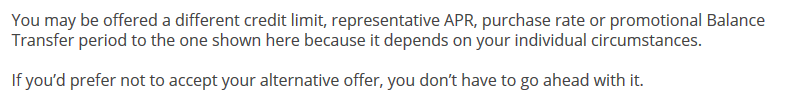 You may be offered a different credit limit, representative APR, purchase rate or promotional Balance
Transfer period to the one shown here because it depends on your individual circumstances.
If you’d prefer not to accept your alternative offer, you don’t have to go ahead with it.